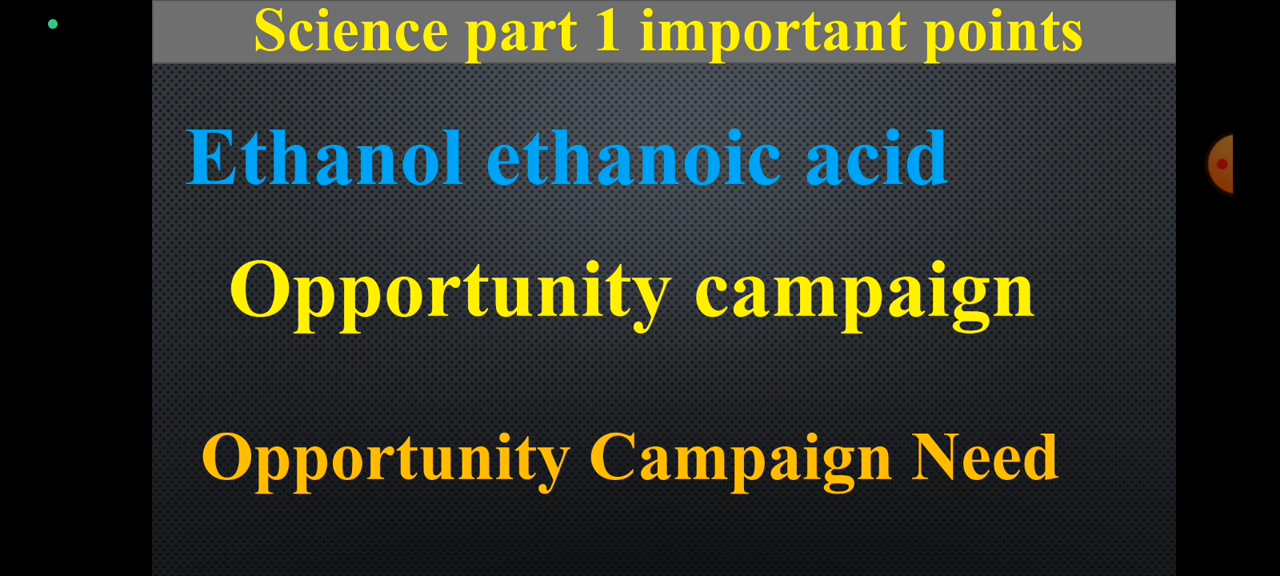 Science part 1 important points
Ethanol ethanoic acid
Opportunity campaign
Opportunity Campaign Need